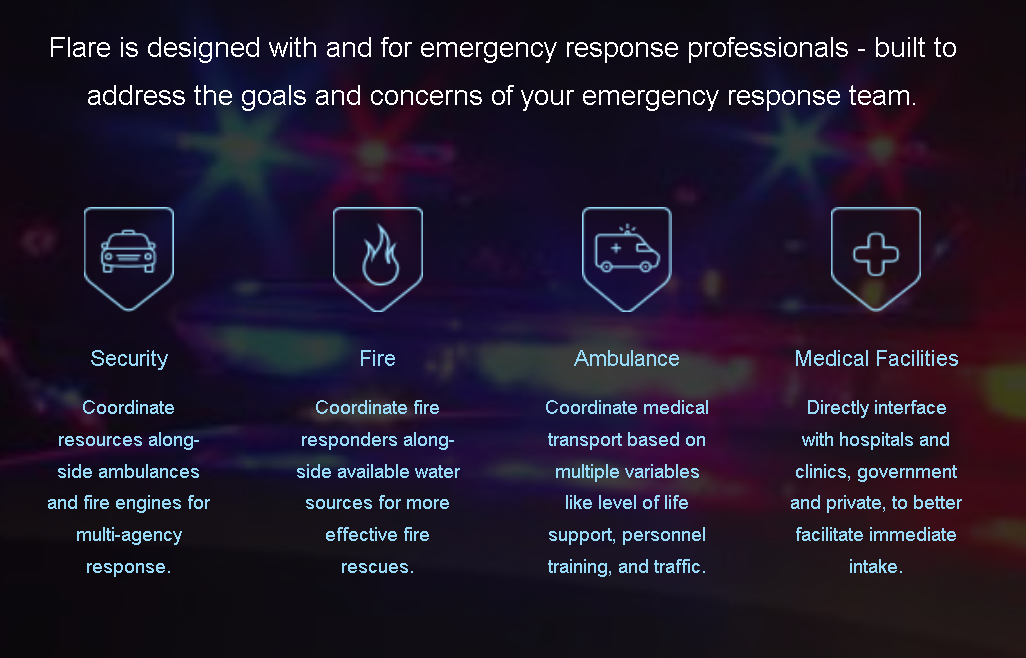 Flare is designed with and for emergency response professionals - built to
address the goals and concerns of your emergency response team.
Security
Coordinate
resources along-
side ambulances
and fire engines for
multi-agency
response.
Fire
Coordinate fire
responders along-
side available water
sources for more
effective fire
rescues.
Ambulance
Coordinate medical
transport based on
multiple variables
like level of life
support, personnel
training, and traffic.
Medical Facilities
Directly interface
with hospitals and
clinics, government
and private, to better
facilitate immediate
intake.